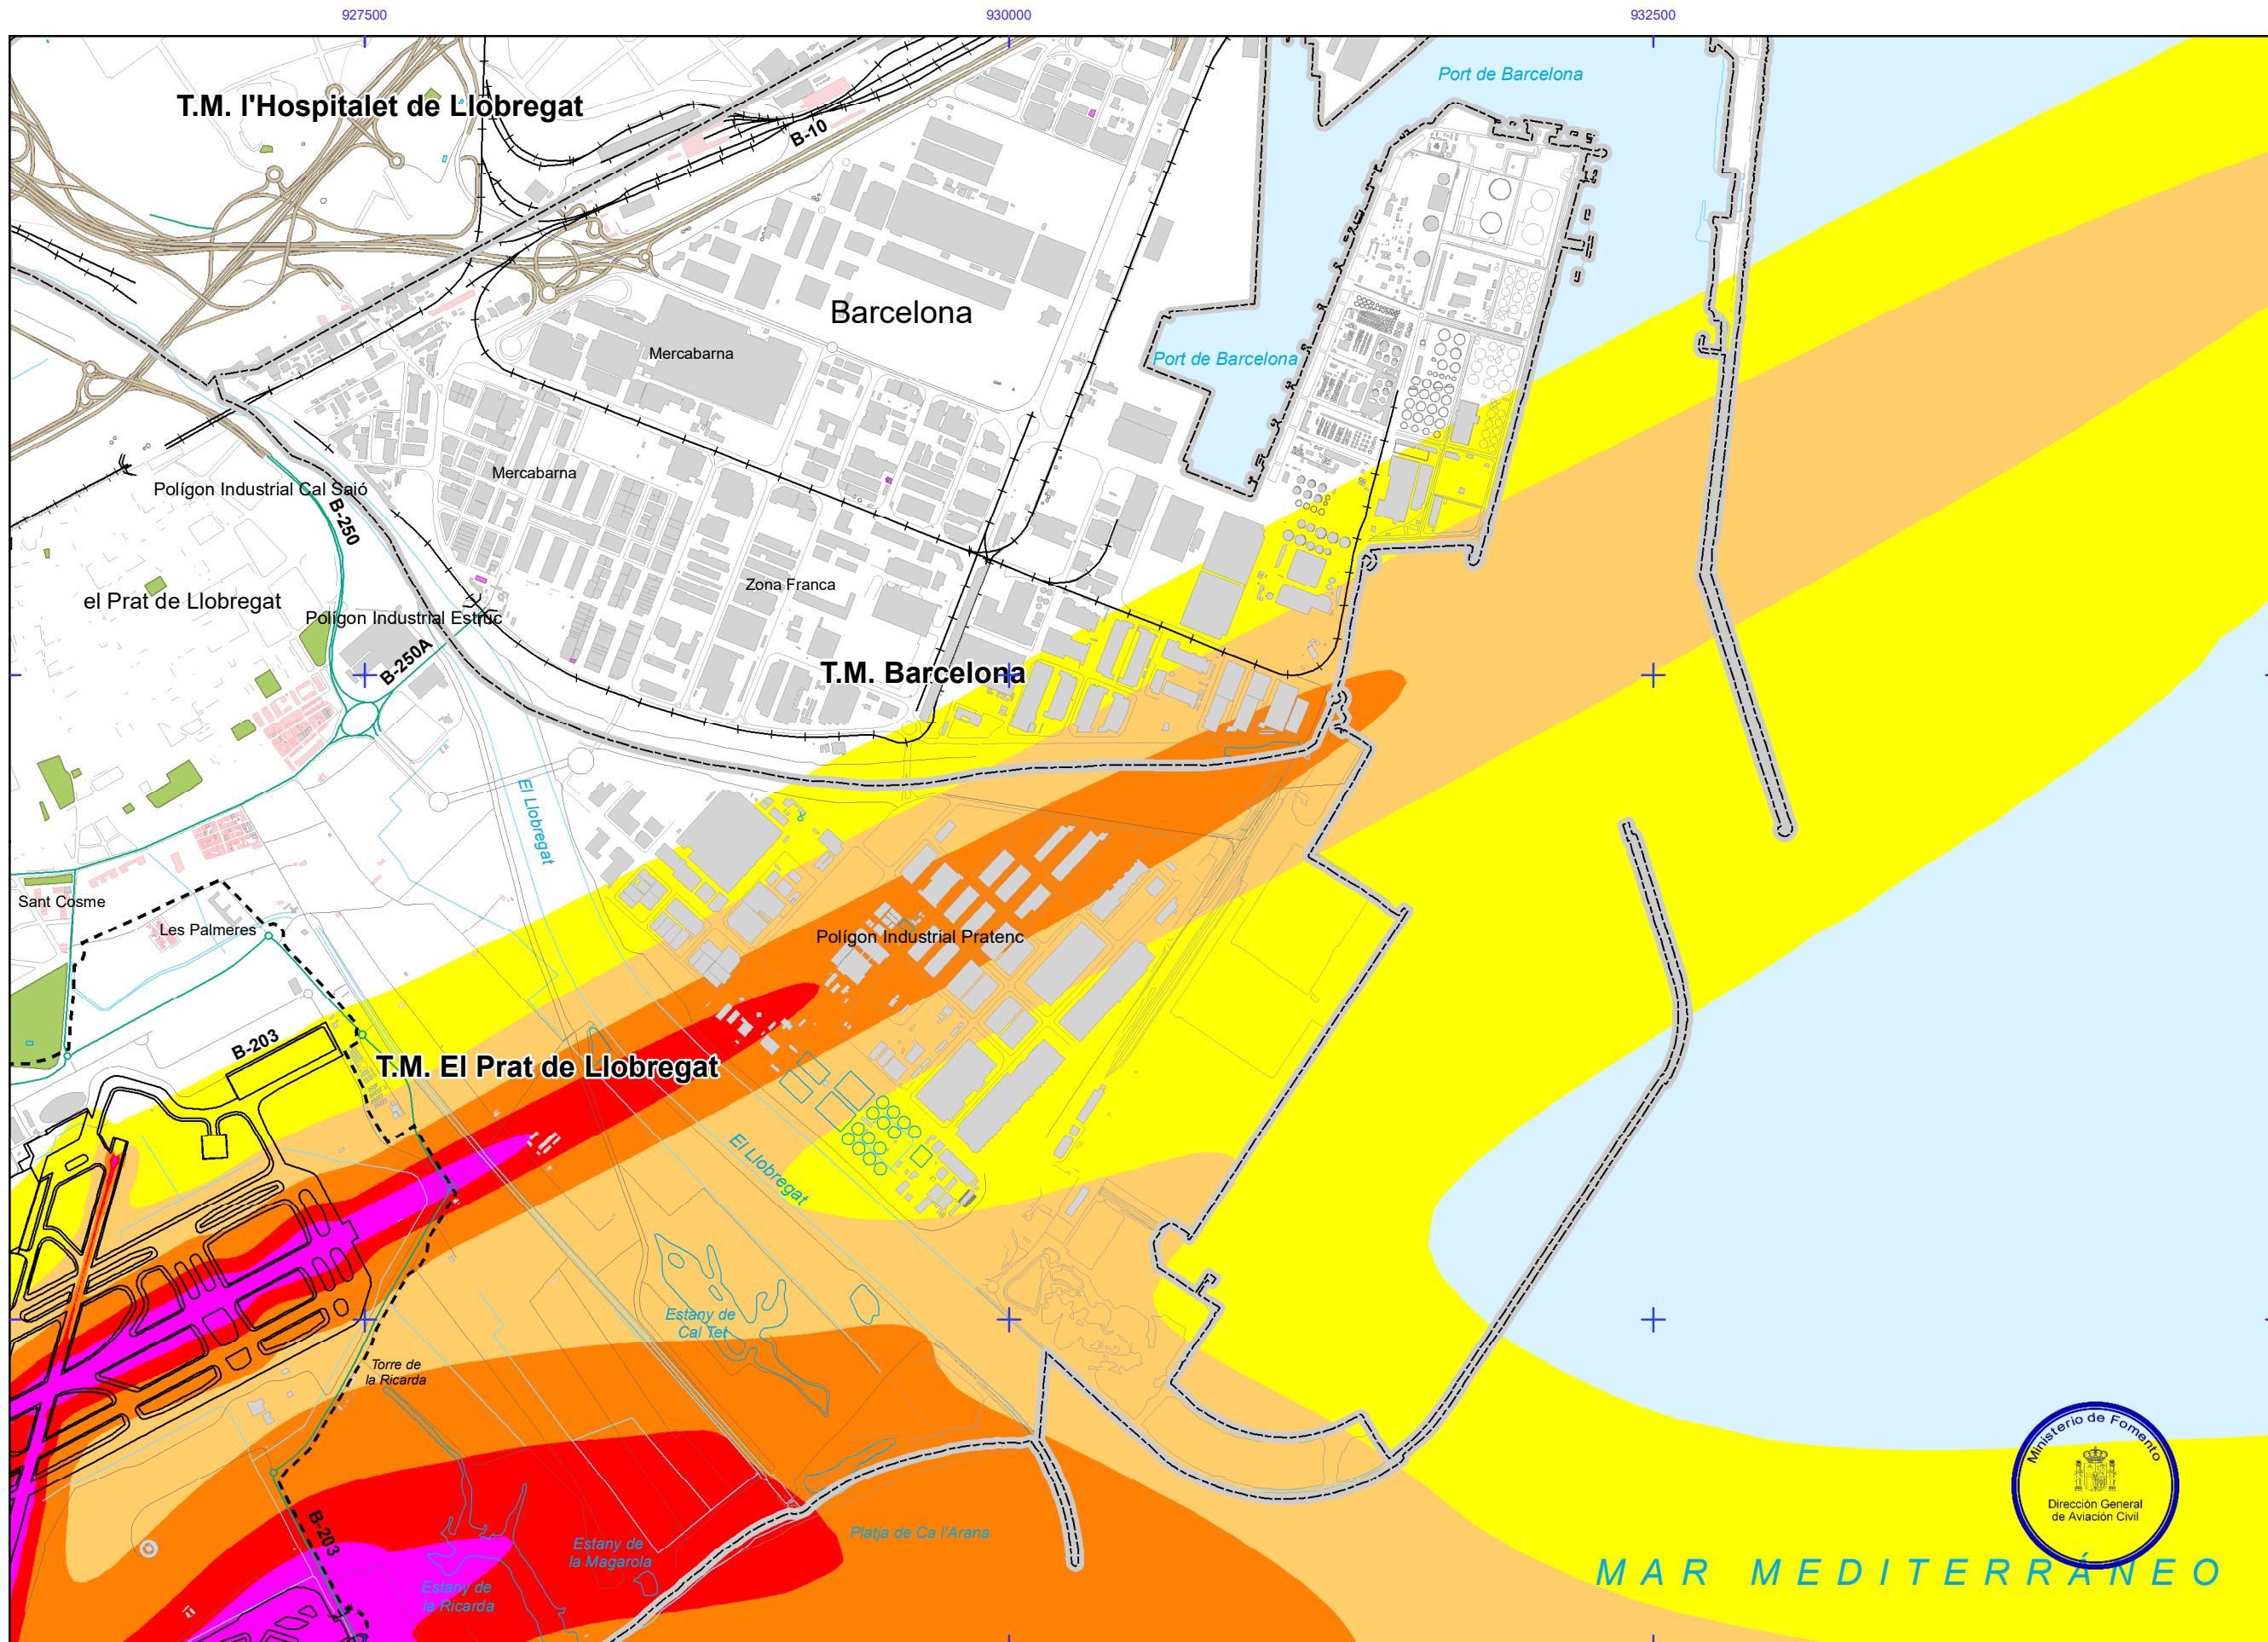 927500
930000
932500
Port de Barcelona
T.M. l'Hospitalet de Llobregat
B-10
Barcelona
Mercabarna
Port de Barcelona
Mercabarna
Polígon Industrial Cal Saió
B-250
Zona Franca
el Prat de Llobregat
Polígon Industrial Estruc
B-250A
T.M. Barcelona
El Llobregat
Sant Cosme
Les Palmeres
Polígon Industrial Pratenc
B-203
T.M. El Prat de Llobregat
El Llobregat
Estany de
Cal Tet
Torre de
la Ricarda
Ministerio de Fomento
Dirección General
de Aviación Civil
B-203
Platja de Ca l'Arana
Estany de
la Magarola
Estany de
la Ricarda
MAR MEDITERRÁNEO